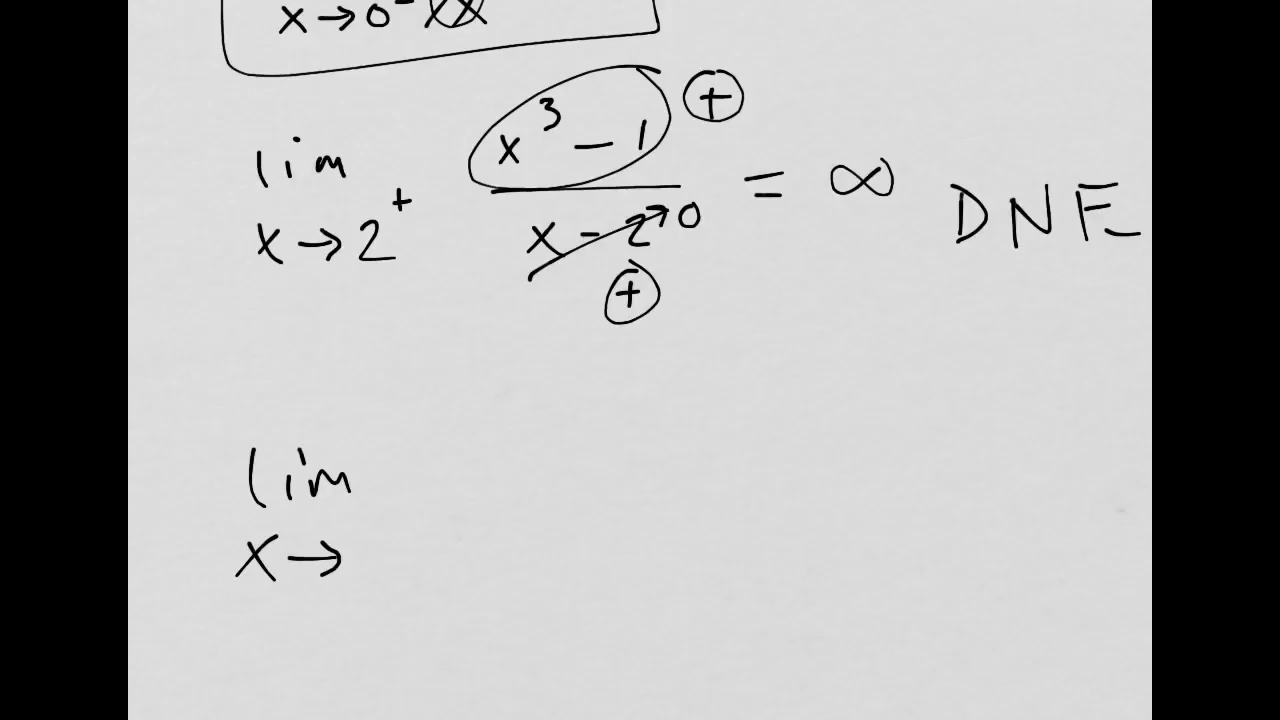 x → 0⁻
lim x → 2⁺ (x³ - 1) ⊕ / (x - 2) → 0 ⊕ = ∞ DNE
lim
x →